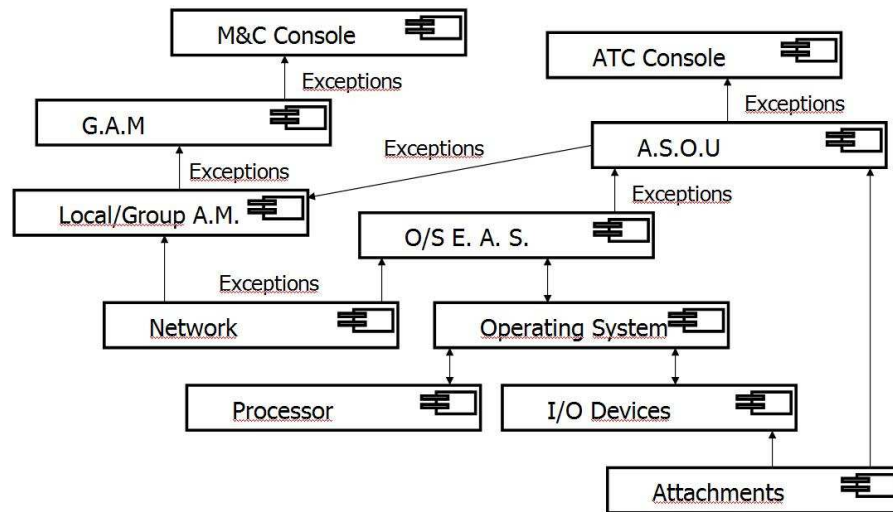 M&C Console
ATC Console
Exceptions
Exceptions
G.A.M
A.S.O.U
Exceptions
Exceptions
Exceptions
Local/Group A.M.
O/S E. A. S.
Exceptions
Network
Operating System
Processor
I/O Devices
Attachments